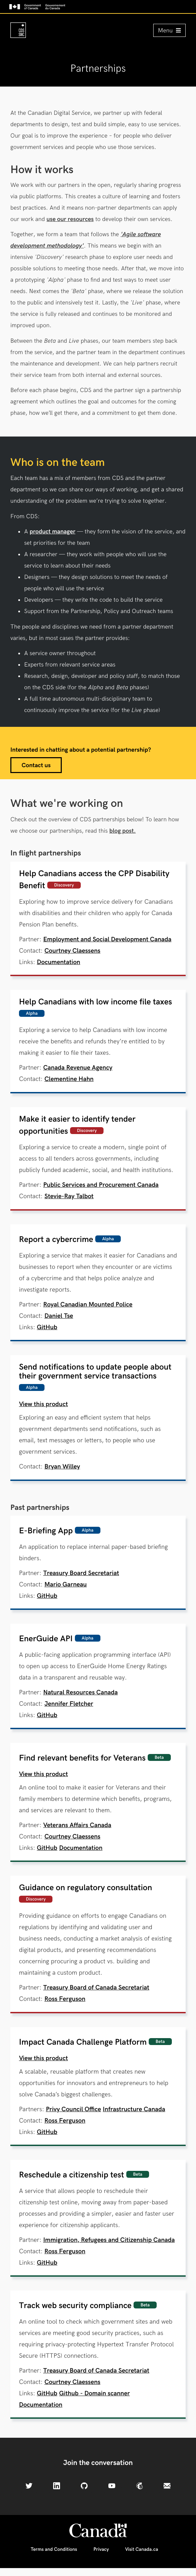 Government
of Canada
Gouvernement
du Canada
CDS
SNC
Menu
Partnerships
At the Canadian Digital Service, we partner up with federal
departments to design, test and build simple, easy to use services.
Our goal is to improve the experience – for people who deliver
government services and people who use those services.
How it works
We work with our partners in the open, regularly sharing progress
via public platforms. This creates a culture of learning and fosters
best practices. And it means non-partner departments can apply
our work and use our resources to develop their own services.
Together, we form a team that follows the ‘Agile software
development methodology’. This means we begin with an
intensive ‘Discovery’ research phase to explore user needs and
explore possible solutions to meeting those needs. After that, we move into
a prototyping ‘Alpha’ phase to find and test ways to meet user
needs. Next comes the ‘Beta’ phase, where we release the solution
to the public and intensively test it. Lastly, the ‘Live’ phase, where
the service is fully released and continues to be monitored and
improved upon.
Between the Beta and Live phases, our team members step back
from the service, and the partner team in the department continues
the maintenance and development. We can help partners recruit
their service team from both internal and external sources.
Before each phase begins, CDS and the partner sign a partnership
agreement which outlines the goal and outcomes for the coming
phase, how we’ll get there, and a commitment to get them done.
Who is on the team
Each team has a mix of members from CDS and the partner
department so we can share our ways of working, and get a shared
understanding of the problem we’re trying to solve together.
From CDS:
A product manager — they form the vision of the service, and
set priorities for the team
A researcher — they work with people who will use the
service to learn about their needs
Designers — they design solutions to meet the needs of
people who will use the service
Developers — they write the code to build the service
Support from the Partnership, Policy and Outreach teams
The people and disciplines we need from a partner department
varies, but in most cases the partner provides:
A service owner throughout
Experts from relevant service areas
Research, design, developer and policy staff, to match those
on the CDS side (for the Alpha and Beta phases)
A full time and autonomous multi-disciplinary team to
continuously improve the service (for the Live phase)
Interested in chatting about a potential partnership?
Contact us
What we're working on
Check out the overview of CDS partnerships below! To learn how
we choose our partnerships, read this blog post.
In flight partnerships
Help Canadians access the CPP Disability
Benefit Discovery
Exploring how to improve service delivery for Canadians
with disabilities and their children who apply for Canada
Pension Plan benefits.
Partner: Employment and Social Development Canada
Contact: Courtney Claessens
Links: Documentation
Help Canadians with low income file taxes
Alpha
Exploring a service to help Canadians with low income
receive the benefits and refunds they’re entitled to by
making it easier to file their taxes.
Partner: Canada Revenue Agency
Contact: Clementine Hahn
Make it easier to identify tender
opportunities Discovery
Exploring a service to create a modern, single point of
access to all tenders across governments, including
publicly funded academic, social, and health institutions.
Partner: Public Services and Procurement Canada
Contact: Stevie-Ray Talbot
Report a cybercrime Alpha
Exploring a service that makes it easier for Canadians and
businesses to report when they encounter or are victims
of a cybercrime and that helps police analyze and
investigate reports.
Partner: Royal Canadian Mounted Police
Contact: Daniel Tse
Links: GitHub
Send notifications to update people about
their government service transactions
Alpha
View this product
Exploring an easy and efficient system that helps
government departments send notifications, such as
email, text messages or letters, to people who use
government services.
Contact: Bryan Willey
Past partnerships
E-Briefing App Alpha
An application to replace internal paper-based briefing
binders.
Partner: Treasury Board Secretariat
Contact: Mario Garneau
Links: GitHub
EnerGuide API Alpha
A public-facing application programming interface (API)
to open up access to EnerGuide Home Energy Ratings
data in a transparent and reusable way.
Partner: Natural Resources Canada
Contact: Jennifer Fletcher
Links: GitHub
Find relevant benefits for Veterans Beta
View this product
An online tool to make it easier for Veterans and their
family members to determine which benefits, programs,
and services are relevant to them.
Partner: Veterans Affairs Canada
Contact: Courtney Claessens
Links: GitHub Documentation
Guidance on regulatory consultation
Discovery
Providing guidance on efforts to engage Canadians on
regulations by identifying and validating user and
business needs, conducting a market analysis of existing
digital products, and providing recommendations
concerning procuring a product vs. building and
maintaining a custom product.
Partner: Treasury Board of Canada Secretariat
Contact: Ross Ferguson
Impact Canada Challenge Platform Beta
View this product
A scalable, reusable platform that creates new
opportunities for innovators and entrepreneurs to help
solve Canada’s biggest challenges.
Partners: Privy Council Office Infrastructure Canada
Contact: Ross Ferguson
Links: GitHub
Reschedule a citizenship test Beta
A service that allows people to reschedule their
citizenship test online, moving away from paper-based
processes and providing a simpler, easier and faster user
experience for citizenship applicants.
Partner: Immigration, Refugees and Citizenship Canada
Contact: Ross Ferguson
Links: GitHub
Track web security compliance Beta
An online tool to check which government sites and web
services are meeting good security practices, such as
requiring privacy-protecting Hypertext Transfer Protocol
Secure (HTTPS) connections.
Partner: Treasury Board of Canada Secretariat
Contact: Courtney Claessens
Links: GitHub Github - Domain scanner
Documentation
Join the conversation
Canada
Terms and Conditions Privacy Visit Canada.ca